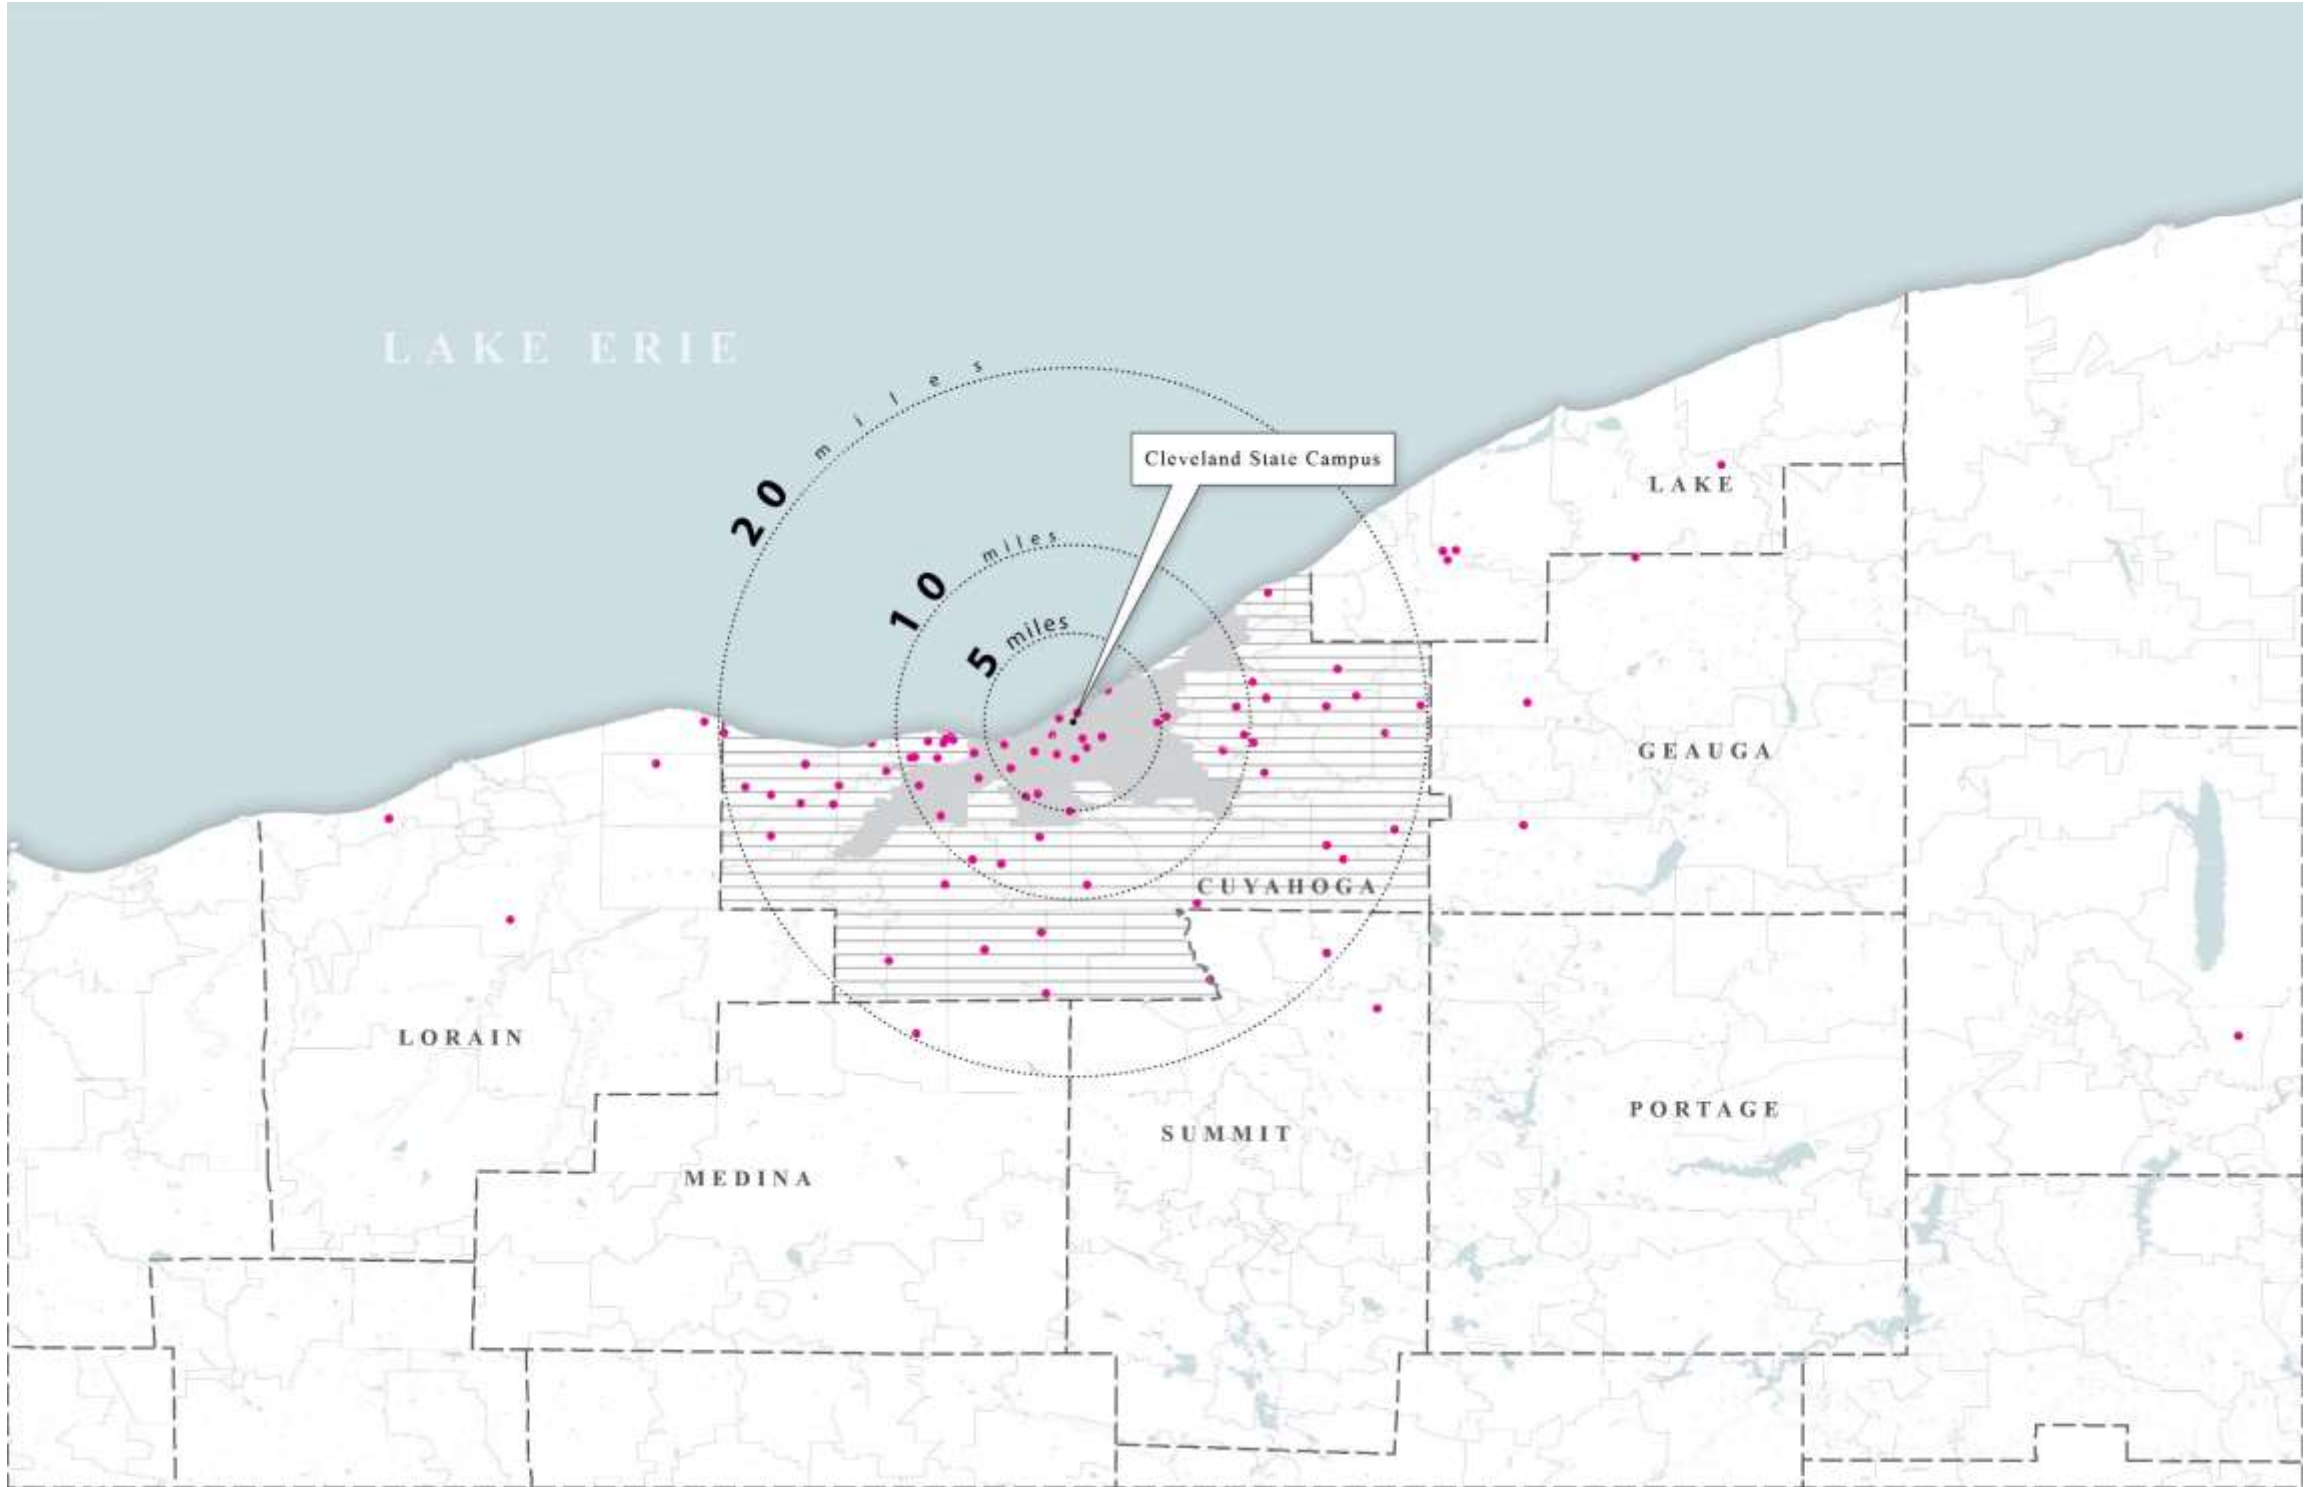 LAKE ERIE
20 miles
10 miles
5 miles
Cleveland State Campus
LAKE
GEAUGA
CUYAHOGA
LORAIN
PORTAGE
SUMMIT
MEDINA